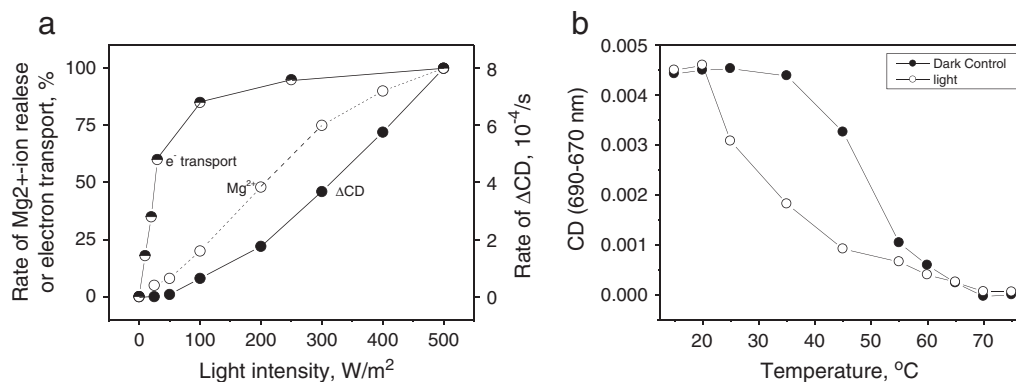 a
Rate of Mg2+-ion realese
or electron transport, %
100
75
50
25
0
e⁻ transport
Mg²⁺
ΔCD
8
6
4
2
0
Rate of ΔCD, 10⁻⁴/s
0 100 200 300 400 500
Light intensity, W/m²
b
CD (690-670 nm)
0.005
0.004
0.003
0.002
0.001
0.000
Dark Control
light
20 30 40 50 60 70
Temperature, °C